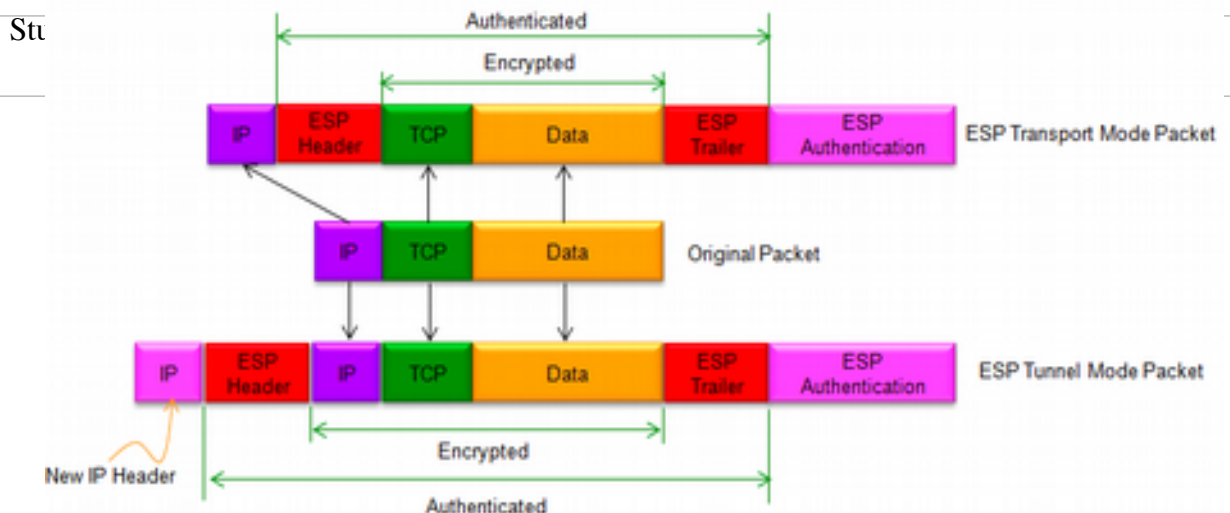 Authenticated
Encrypted
IP
ESP Header
TCP
Data
ESP Trailer
ESP Authentication
ESP Transport Mode Packet
IP
TCP
Data
Original Packet
IP
ESP Header
IP
TCP
Data
ESP Trailer
ESP Authentication
ESP Tunnel Mode Packet
Encrypted
New IP Header
Authenticated